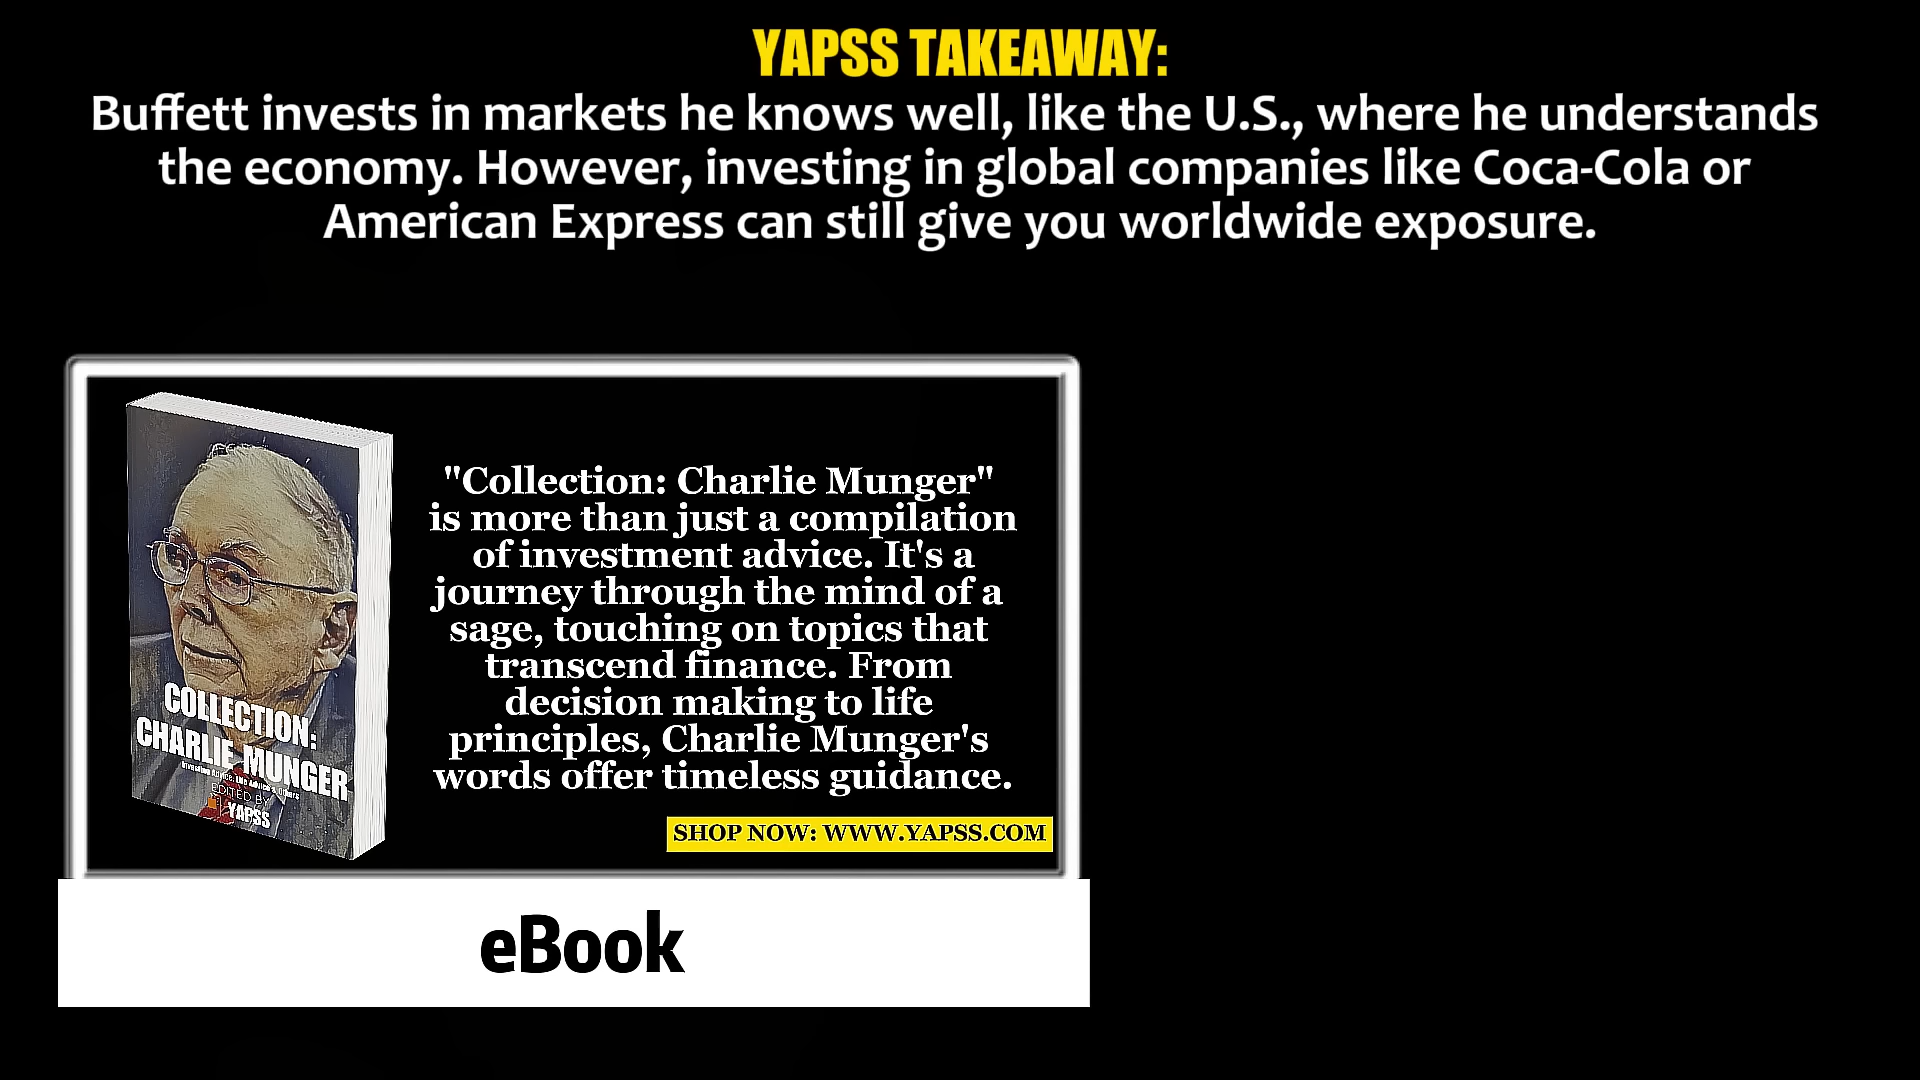 YAPSS TAKEAWAY:
Buffett invests in markets he knows well, like the U.S., where he understands
the economy. However, investing in global companies like Coca-Cola or
American Express can still give you worldwide exposure.
"Collection: Charlie Munger"
is more than just a compilation
of investment advice. It's a
journey through the mind of a
sage, touching on topics that
transcend finance. From
decision making to life
principles, Charlie Munger's
words offer timeless guidance.
SHOP NOW: WWW.YAPSS.COM
COLLECTION:
CHARLIE MUNGER
EDITED BY
YAPSS
eBook